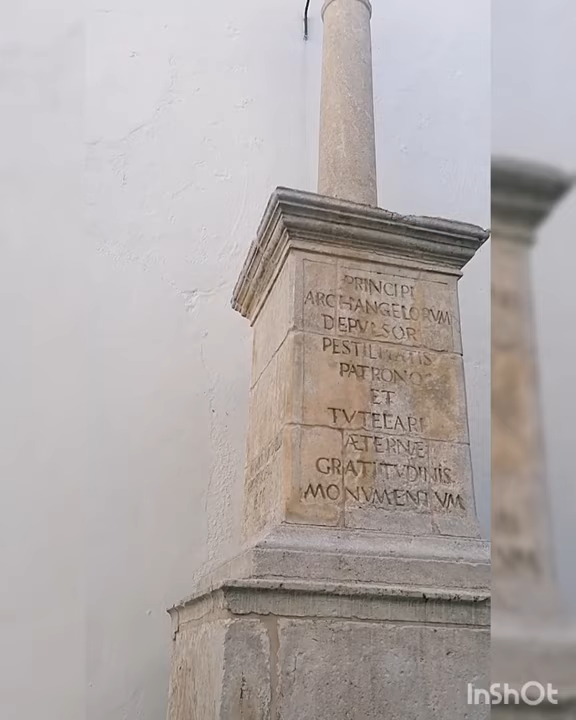 PRINCIPI
ARCHANGELORVM
DEPVLSORI
PESTILITATIS
PATRONO
ET
TVTELARI
ÆTERNÆ
GRATITVDINIS
MONVMENTVM
InShOt